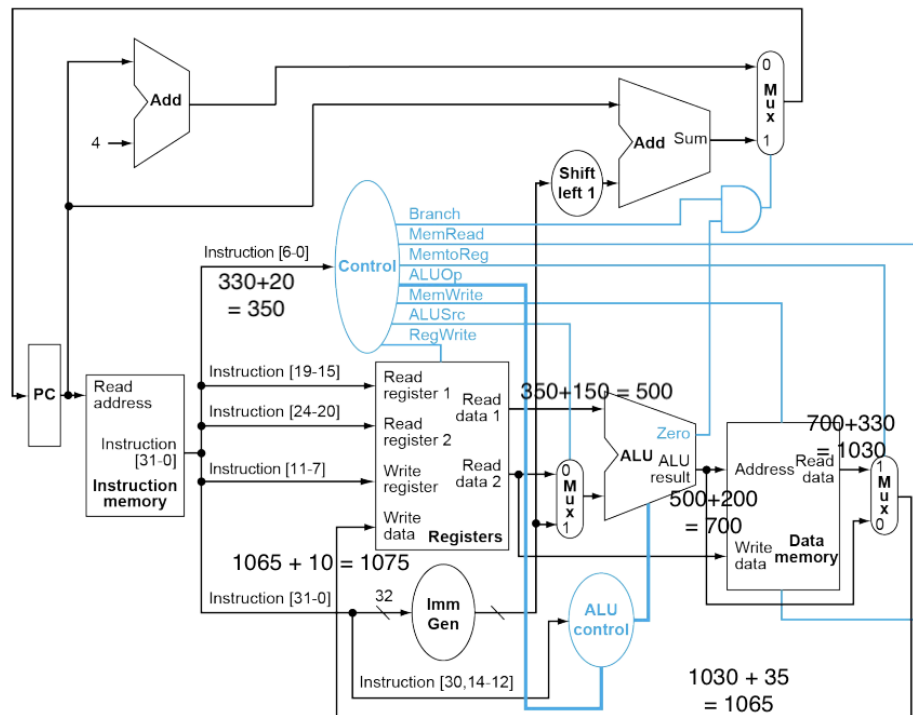 0
M
u
x
1
Add
4
Add Sum
Shift
left 1
Branch
MemRead
MemtoReg
ALUOp
MemWrite
ALUSrc
RegWrite
Control
Instruction [6-0]
330+20
= 350
PC
Read
address
Instruction
[31-0]
Instruction
memory
Instruction [19-15]
Instruction [24-20]
Instruction [11-7]
Read
register 1
Read
register 2
Write
register
Write
data
Read
data 1
Read
data 2
Registers
350+150 = 500
0
M
u
x
1
Zero
ALU
ALU
result
500+200
= 700
700+330
= 1030
Address
Read
data
Write
data
Data
memory
1
M
u
x
0
1065 + 10 = 1075
Instruction [31-0]
32
Imm
Gen
ALU
control
Instruction [30,14-12]
1030 + 35
= 1065